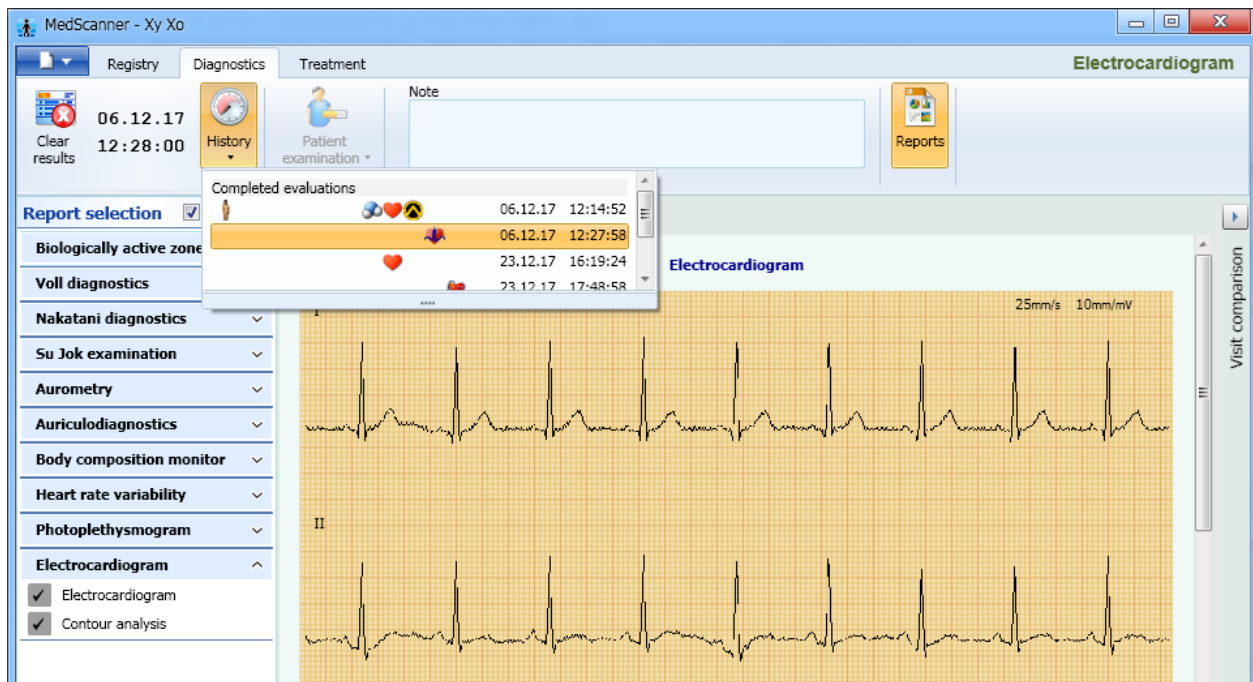 MedScanner - Xy Xo
Registry Diagnostics Treatment
Electrocardiogram
Clear results
06.12.17
12:28:00
History
Patient examination
Note
Reports
Completed evaluations
06.12.17 12:14:52
06.12.17 12:27:58
23.12.17 16:19:24
23.12.17 17:48:58
Report selection
Biologically active zone
Voll diagnostics
Nakatani diagnostics
Su Jok examination
Aurometry
Auriculodiagnostics
Body composition monitor
Heart rate variability
Photoplethysmogram
Electrocardiogram
Electrocardiogram
Contour analysis
Electrocardiogram
I
25mm/s 10mm/mV
II
Visit comparison